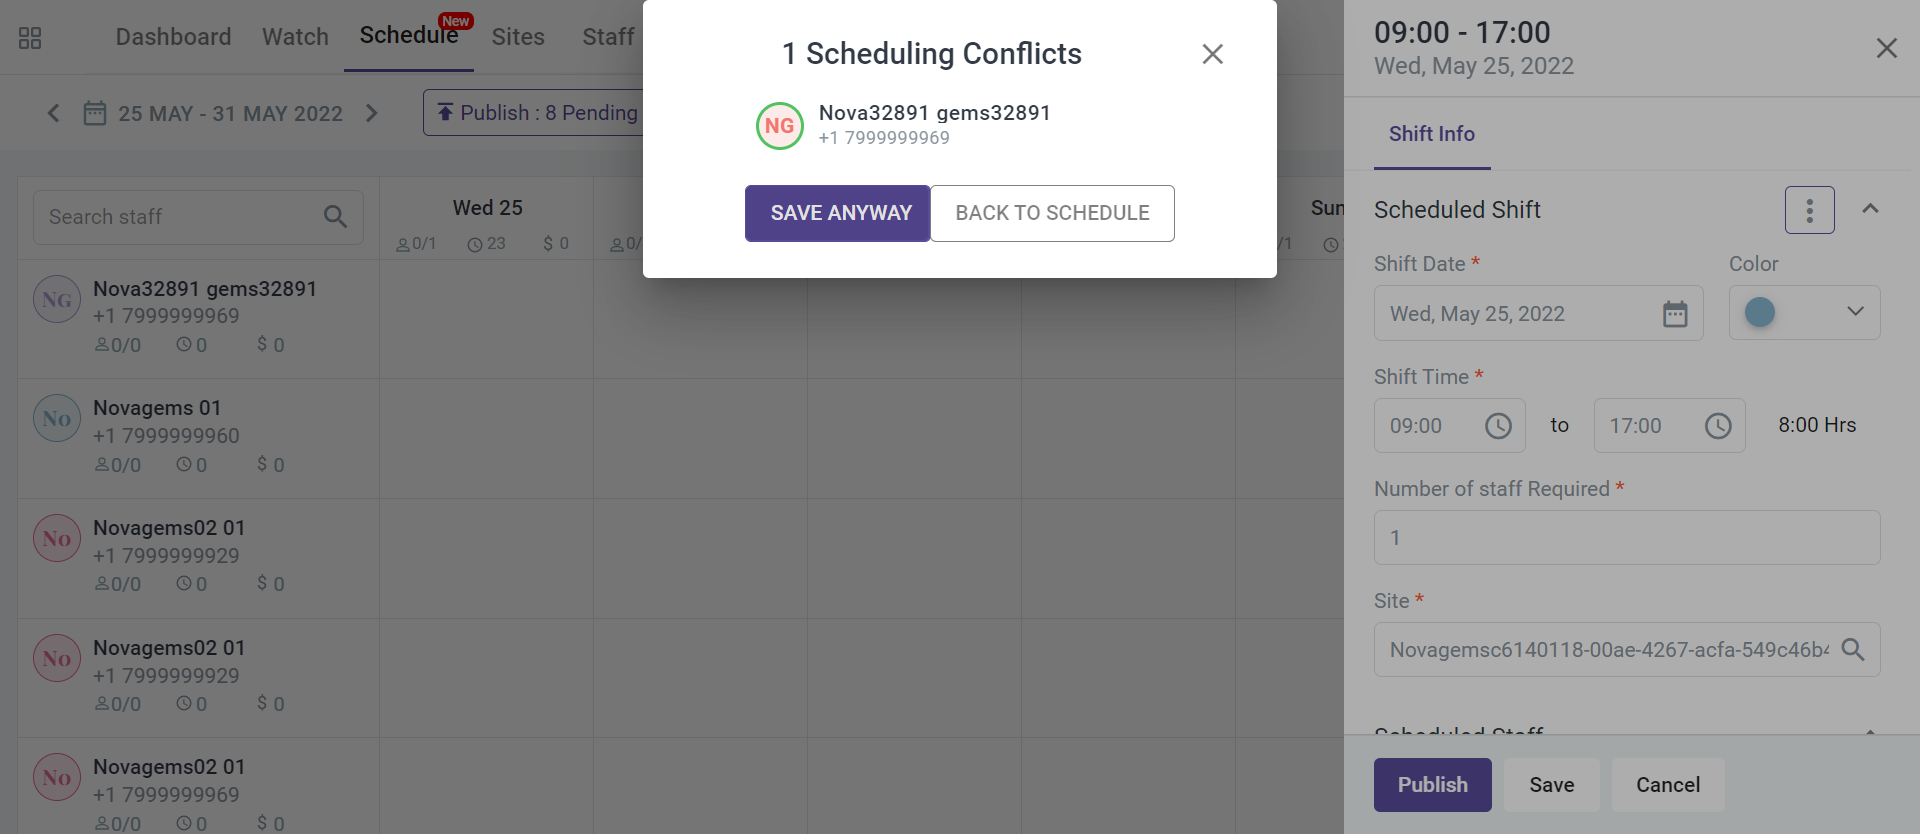 Dashboard Watch Schedule New Sites Staff
25 MAY - 31 MAY 2022
Publish : 8 Pending
1 Scheduling Conflicts
NG Nova32891 gems32891
+1 7999999969
SAVE ANYWAY BACK TO SCHEDULE
Search staff
Wed 25
0/1 23 $ 0
Sun
NG Nova32891 gems32891
+1 7999999969
0/0 0 $ 0
No Novagems 01
+1 7999999960
0/0 0 $ 0
No Novagems02 01
+1 7999999929
0/0 0 $ 0
No Novagems02 01
+1 7999999929
0/0 0 $ 0
No Novagems02 01
+1 7999999969
0/0 0 $ 0
09:00 - 17:00
Wed, May 25, 2022
Shift Info
Scheduled Shift
Shift Date * Color
Wed, May 25, 2022
Shift Time *
09:00 to 17:00 8:00 Hrs
Number of staff Required *
1
Site *
Novagemsc6140118-00ae-4267-acfa-549c46b4
Scheduled Staff
Publish Save Cancel